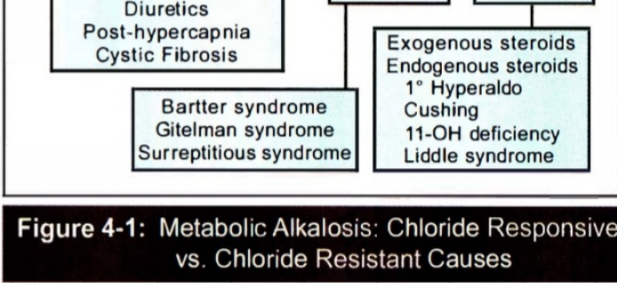 Diuretics
Post-hypercapnia
Cystic Fibrosis
Exogenous steroids
Endogenous steroids
1° Hyperaldo
Cushing
11-OH deficiency
Liddle syndrome
Bartter syndrome
Gitelman syndrome
Surreptitious syndrome
Figure 4-1: Metabolic Alkalosis: Chloride Responsive
vs. Chloride Resistant Causes